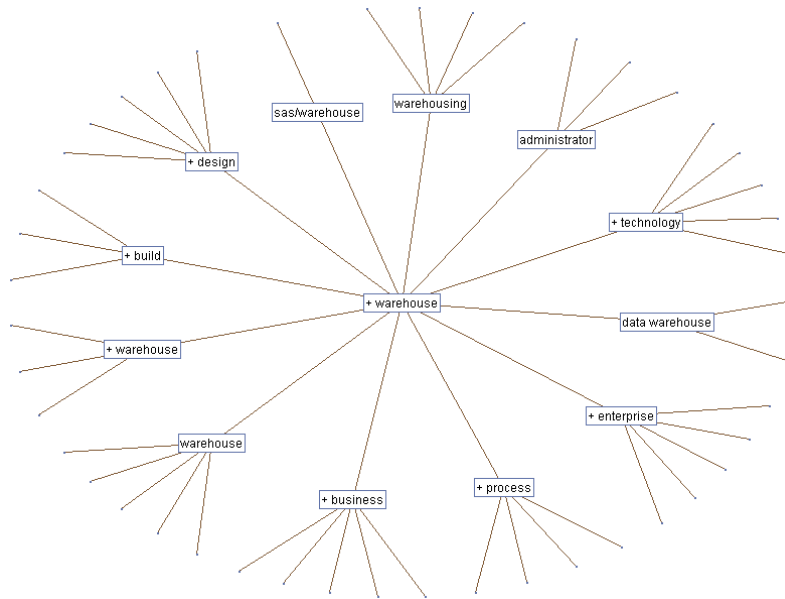 warehousing
sas/warehouse
administrator
+ design
+ technology
+ build
+ warehouse
data warehouse
+ warehouse
+ enterprise
warehouse
+ process
+ business